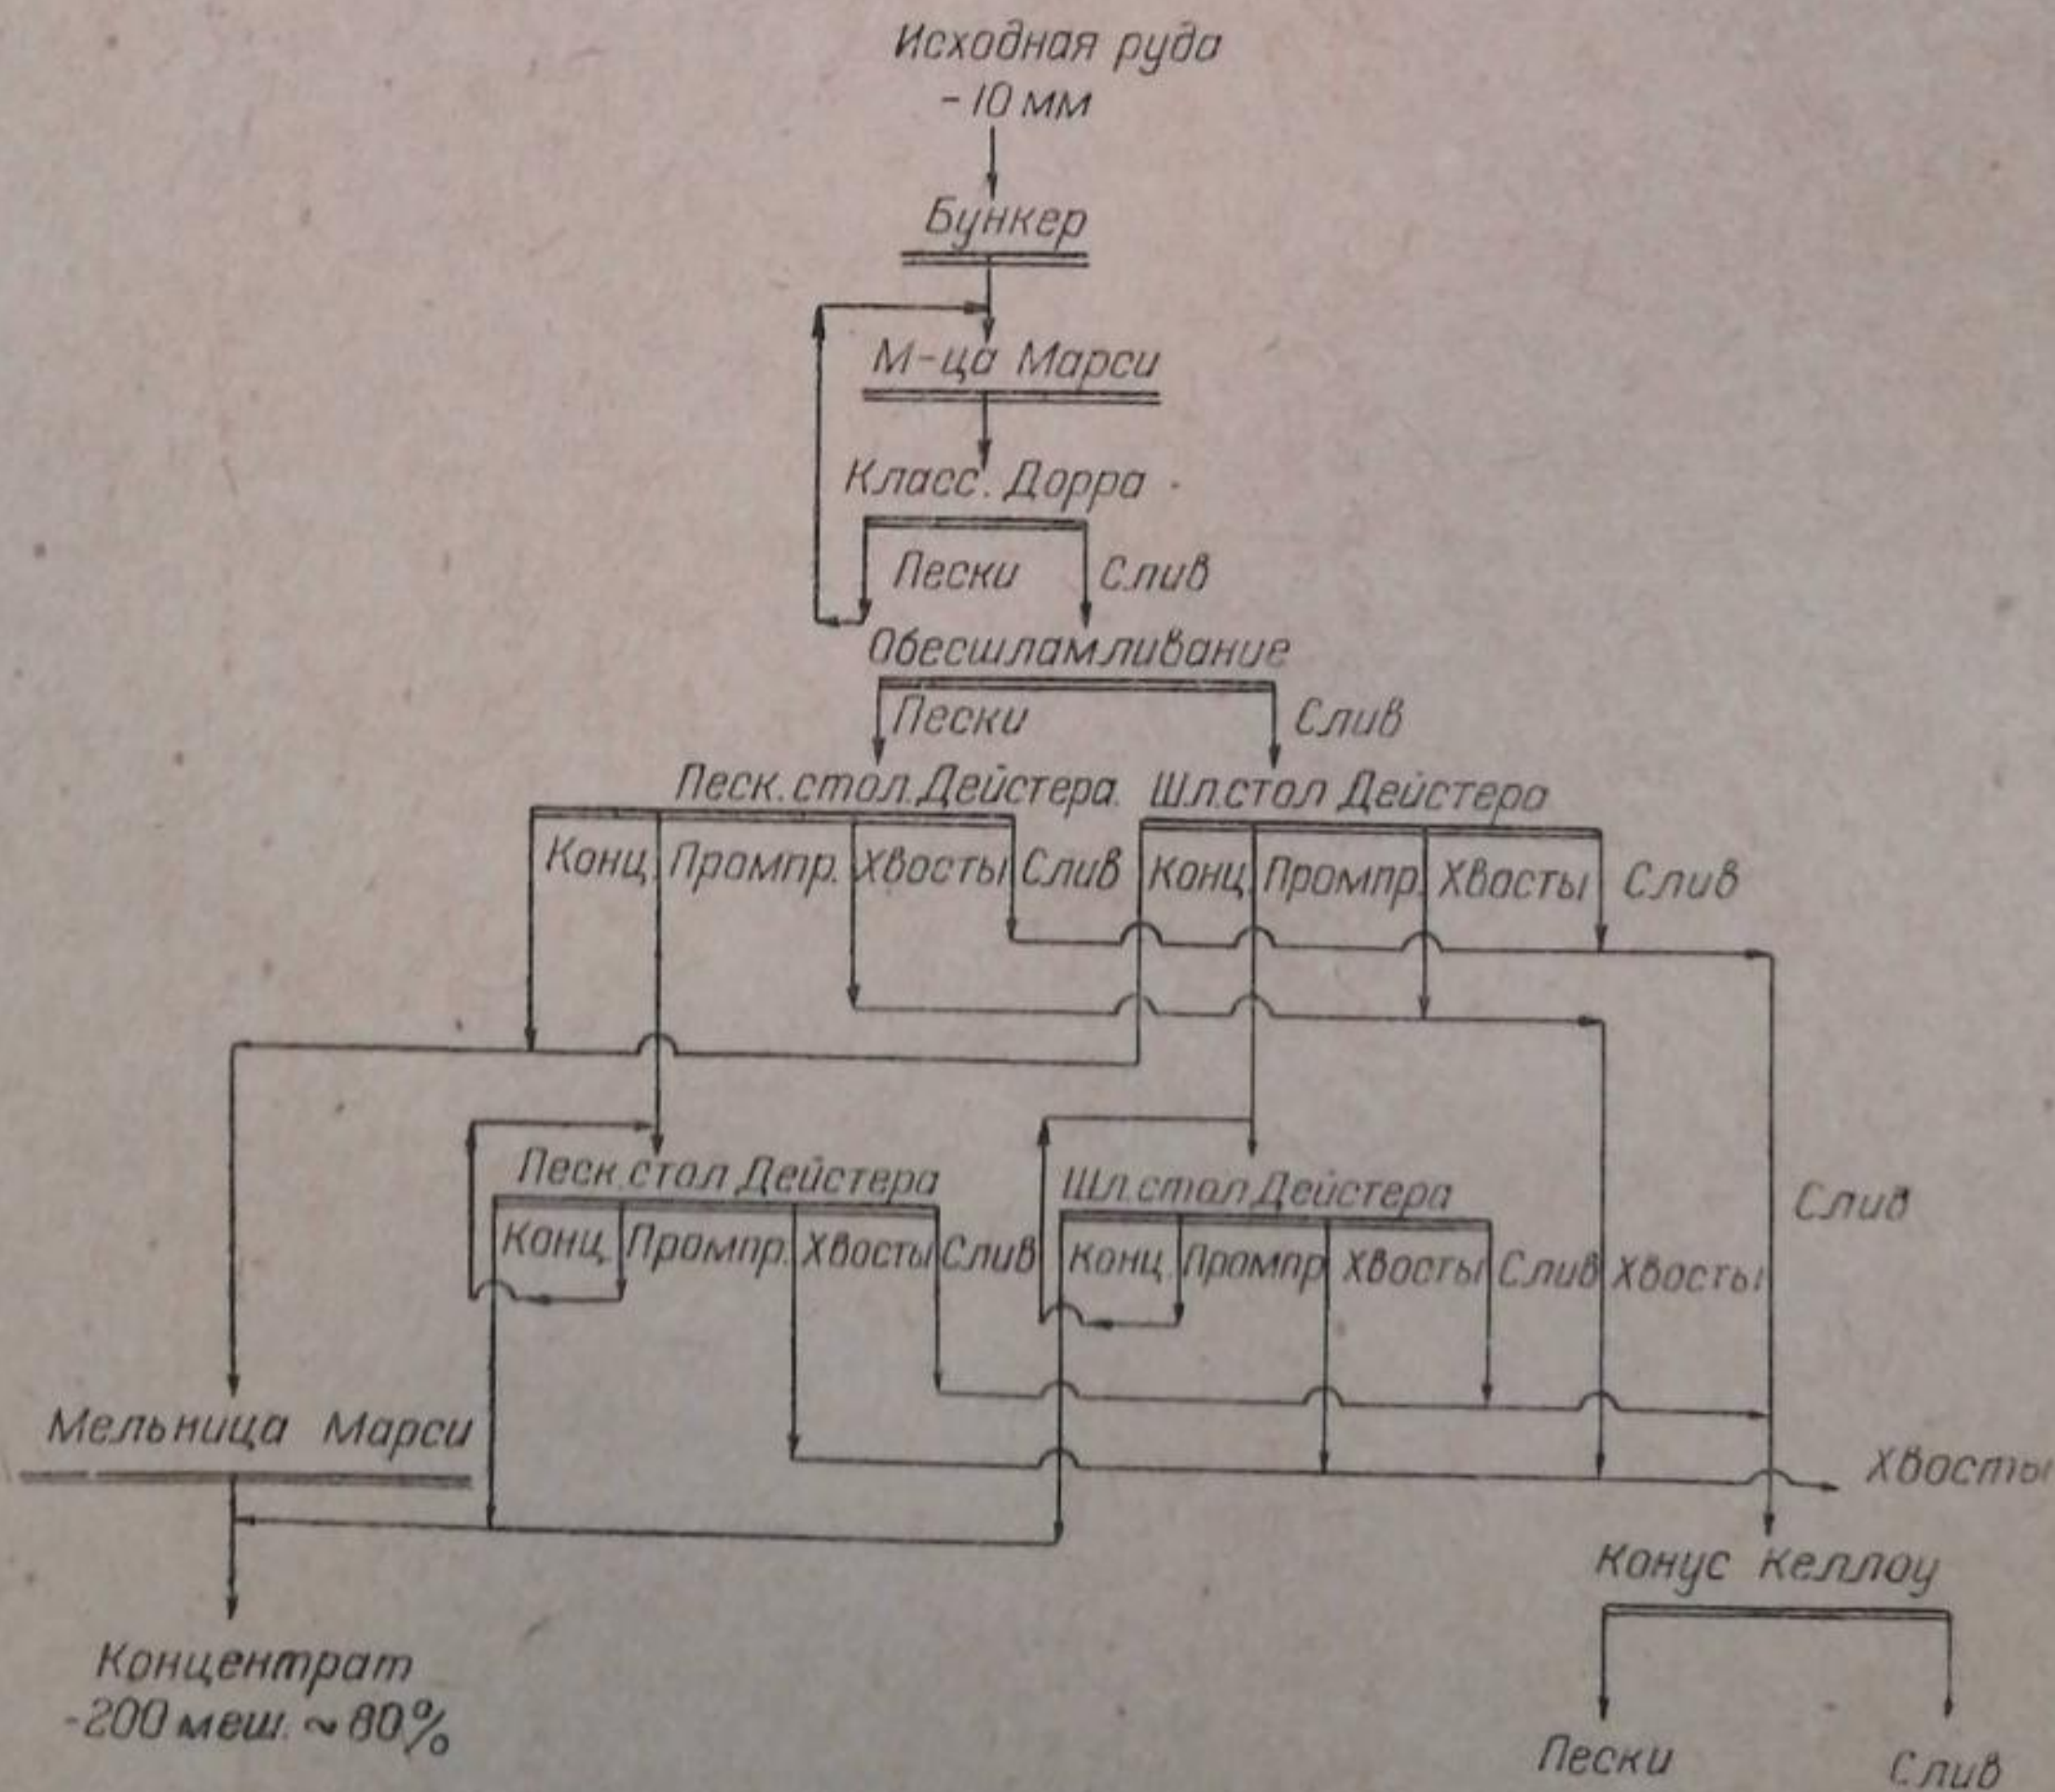 Исходная руда
-10 мм
Бункер
М-ца Марси
Класс. Дорра
Пески Слив
Обесшламливание
Пески Слив
Песк. стол. Дейстера. Шл. стол Дейстера
Конц. Промпр. Хвосты Слив Конц. Промпр. Хвосты Слив
Песк. стол Дейстера Шл. стол Дейстера
Слив
Конц. Промпр. Хвосты Слив Конц. Промпр. Хвосты Слив Хвосты
Мельница Марси
Хвосты
Конус Келлоу
Концентрат
-200 меш. ~ 80%
Пески Слив